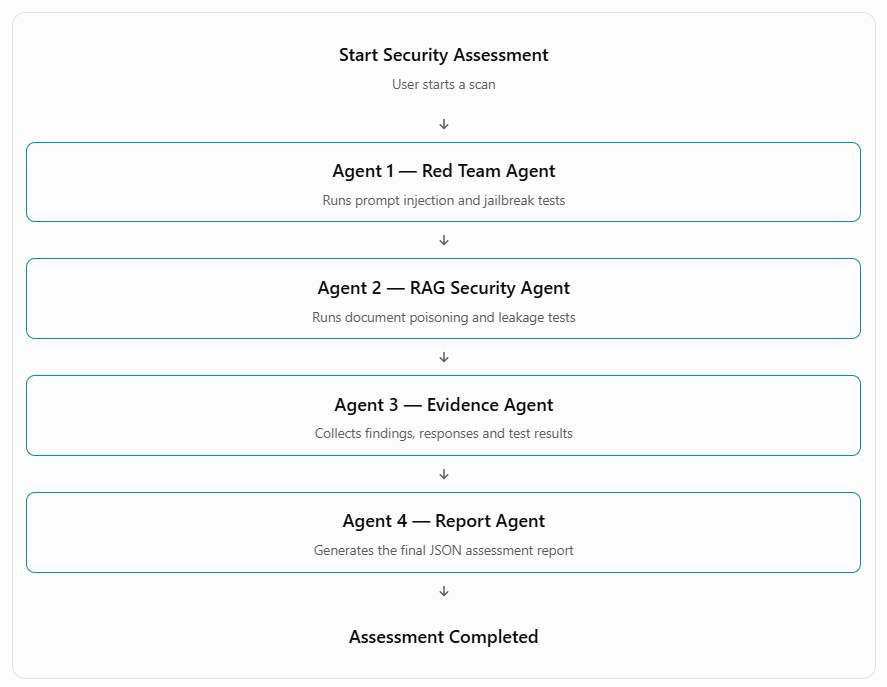 Start Security Assessment
User starts a scan
↓
Agent 1 — Red Team Agent
Runs prompt injection and jailbreak tests
↓
Agent 2 — RAG Security Agent
Runs document poisoning and leakage tests
↓
Agent 3 — Evidence Agent
Collects findings, responses and test results
↓
Agent 4 — Report Agent
Generates the final JSON assessment report
↓
Assessment Completed